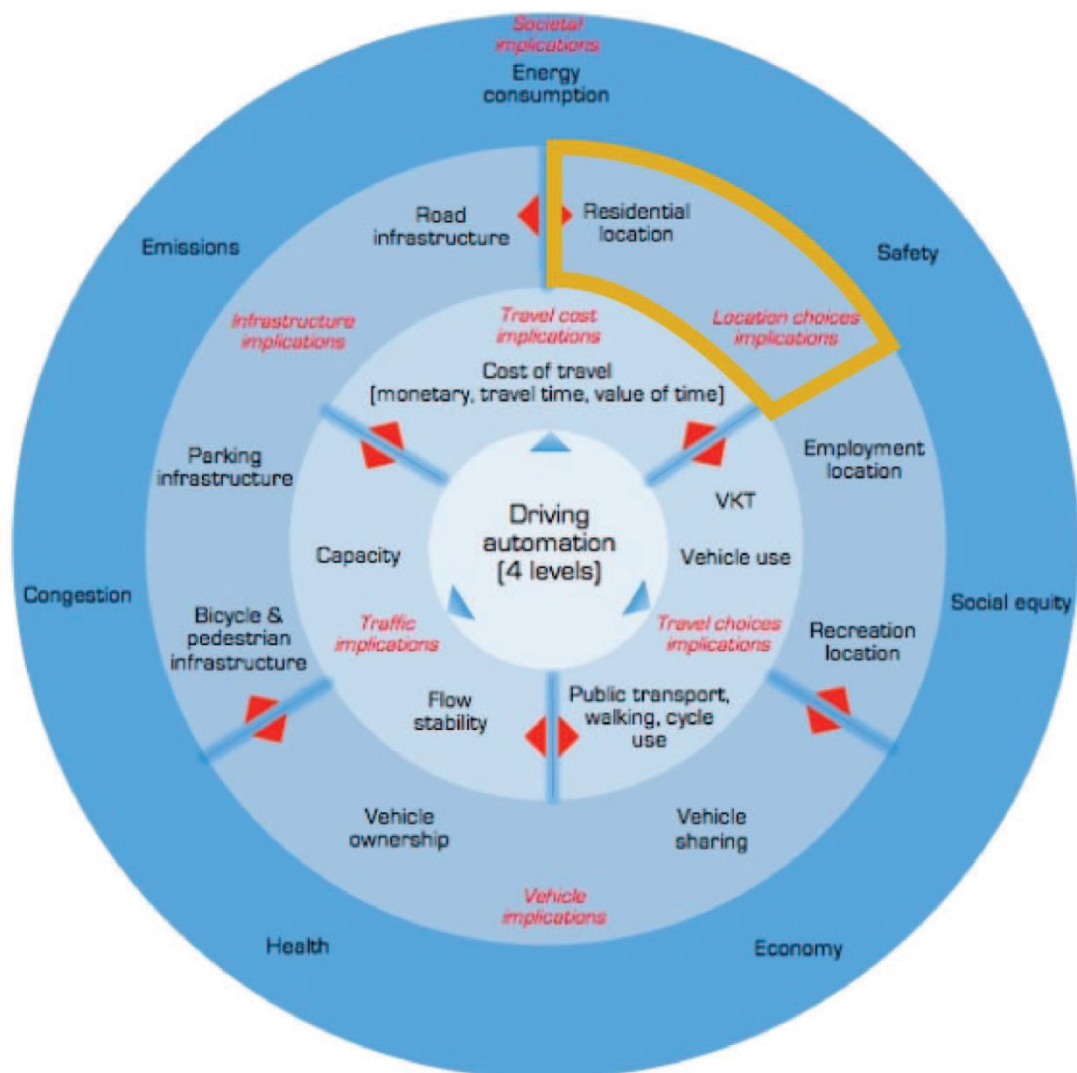 Societal
implications
Energy
consumption
Road
infrastructure
Residential
location
Emissions
Safety
Infrastructure
implications
Travel cost
implications
Location choices
implications
Cost of travel
[monetary, travel time, value of time]
Parking
infrastructure
Employment
location
Driving
automation
[4 levels]
VKT
Capacity
Vehicle use
Congestion
Social equity
Bicycle &
pedestrian
infrastructure
Traffic
implications
Travel choices
implications
Recreation
location
Flow
stability
Public transport,
walking, cycle
use
Vehicle
ownership
Vehicle
sharing
Vehicle
implications
Health
Economy